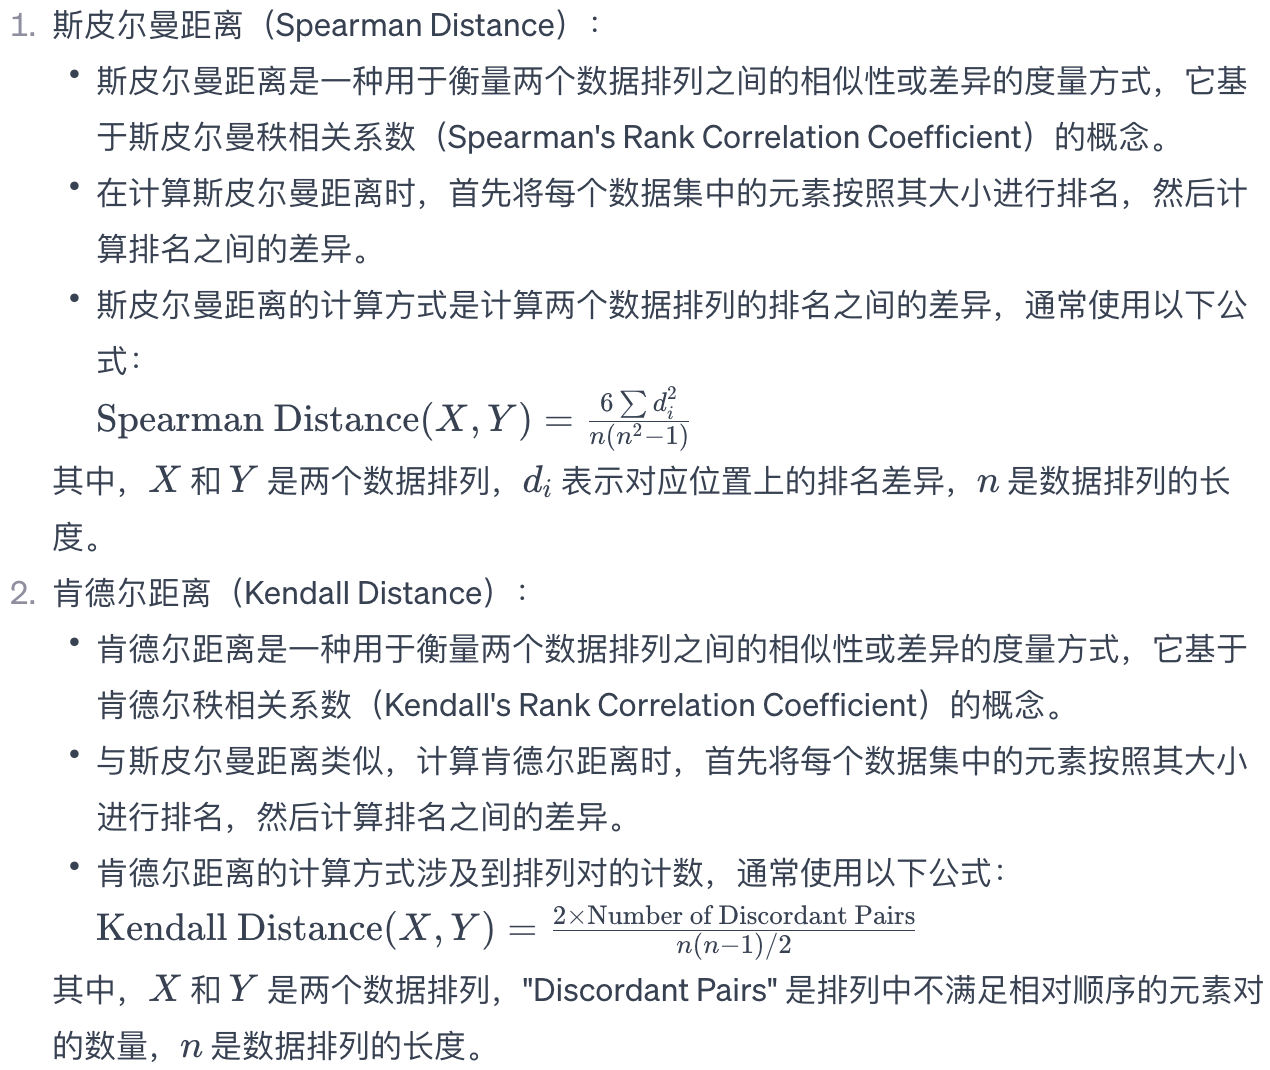 1. 斯皮尔曼距离（Spearman Distance）：
• 斯皮尔曼距离是一种用于衡量两个数据排列之间的相似性或差异的度量方式，它基
于斯皮尔曼秩相关系数（Spearman's Rank Correlation Coefficient）的概念。
• 在计算斯皮尔曼距离时，首先将每个数据集中的元素按照其大小进行排名，然后计
算排名之间的差异。
• 斯皮尔曼距离的计算方式是计算两个数据排列的排名之间的差异，通常使用以下公
式：
$\text{Spearman Distance}(X, Y) = \frac{6 \sum d_i^2}{n(n^2-1)}$
其中，$X$ 和 $Y$ 是两个数据排列，$d_i$ 表示对应位置上的排名差异，$n$ 是数据排列的长
度。
2. 肯德尔距离（Kendall Distance）：
• 肯德尔距离是一种用于衡量两个数据排列之间的相似性或差异的度量方式，它基于
肯德尔秩相关系数（Kendall's Rank Correlation Coefficient）的概念。
• 与斯皮尔曼距离类似，计算肯德尔距离时，首先将每个数据集中的元素按照其大小
进行排名，然后计算排名之间的差异。
• 肯德尔距离的计算方式涉及到排列对的计数，通常使用以下公式：
$\text{Kendall Distance}(X, Y) = \frac{2 \times \text{Number of Discordant Pairs}}{n(n-1)/2}$
其中，$X$ 和 $Y$ 是两个数据排列，"Discordant Pairs" 是排列中不满足相对顺序的元素对
的数量，$n$ 是数据排列的长度。